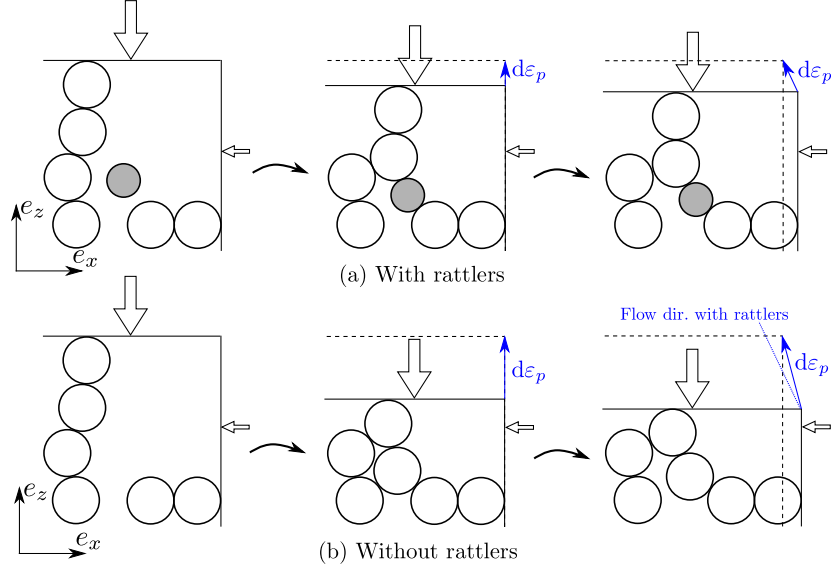 dε_p
dε_p
e_z
e_x
(a) With rattlers
Flow dir. with rattlers
dε_p
dε_p
e_z
e_x
(b) Without rattlers